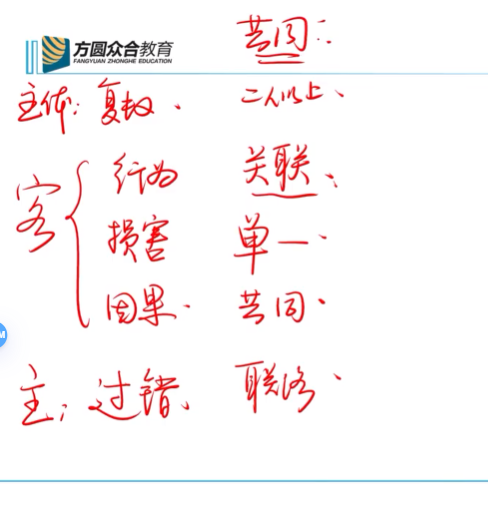 方圆众合教育
FANGYUAN ZHONGHE EDUCATION
共同:
主体: 复数、 二人以上、
客
行为 关联、
损害 单一、
因果、 共同、
主: 过错、 联络、